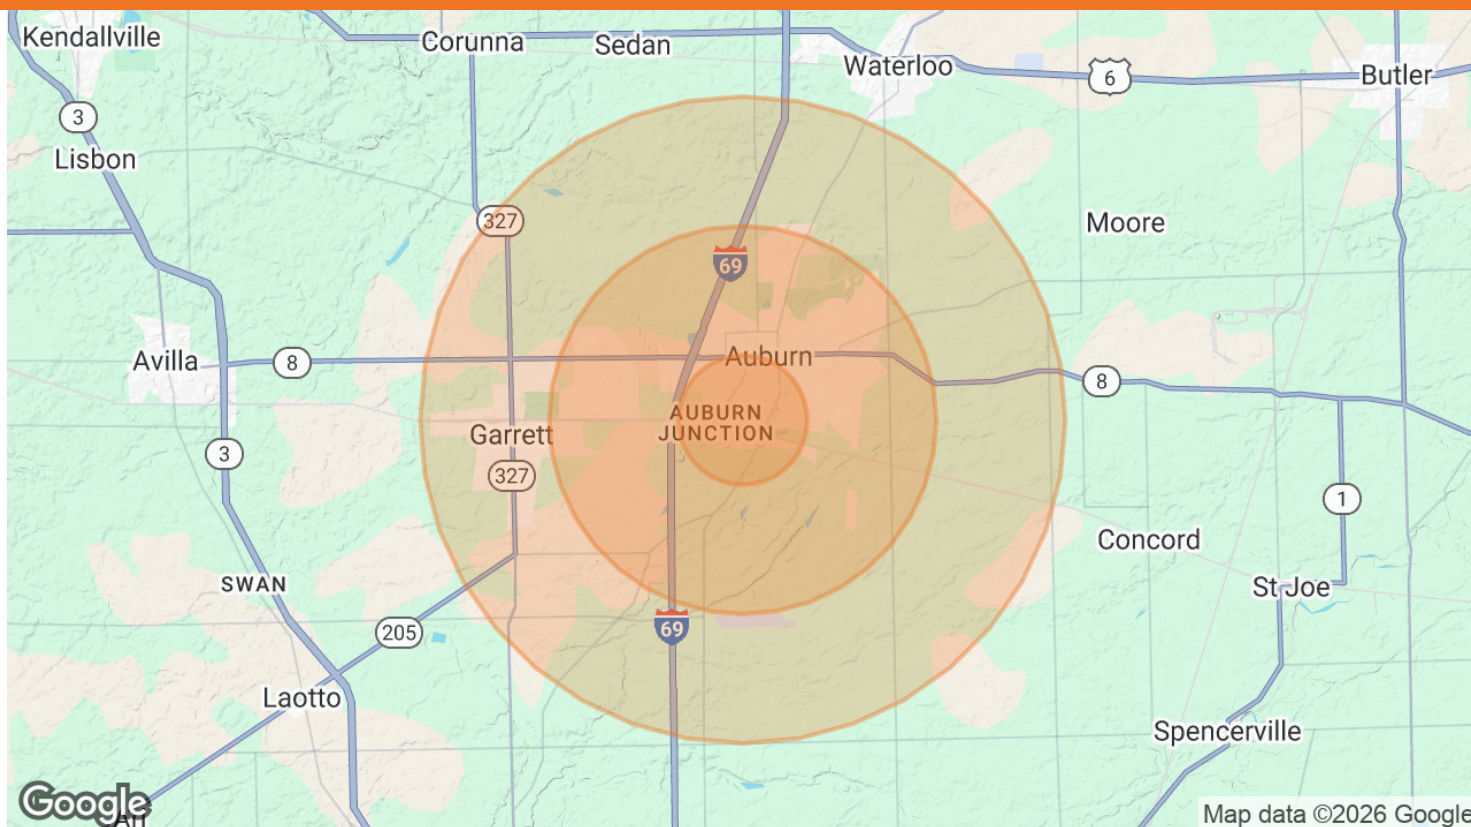 Kendallville
Corunna
Sedan
Waterloo
6
Butler
3
Lisbon
327
Moore
69
Avilla
8
Auburn
8
AUBURN
JUNCTION
Garrett
3
327
1
Concord
SWAN
St Joe
205
69
Laotto
Spencerville
Google
Map data ©2026 Google